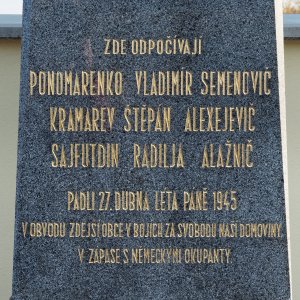 ZDE ODPOČÍVAJÍ
PONOMARENKO VLADIMÍR SEMENOVIČ
KRAMAREV ŠTĚPAN ALEXEJEVIČ
SAJFUTDIN RADILJA ALAŽNIČ
PADLI 27. DUBNA LÉTA PÁNĚ 1945
V OBVODU ZDEJŠÍ OBCE V BOJÍCH ZA SVOBODU NAŠÍ DOMOVINY
V ZÁPASE S NĚMECKÝMI OKUPANTY